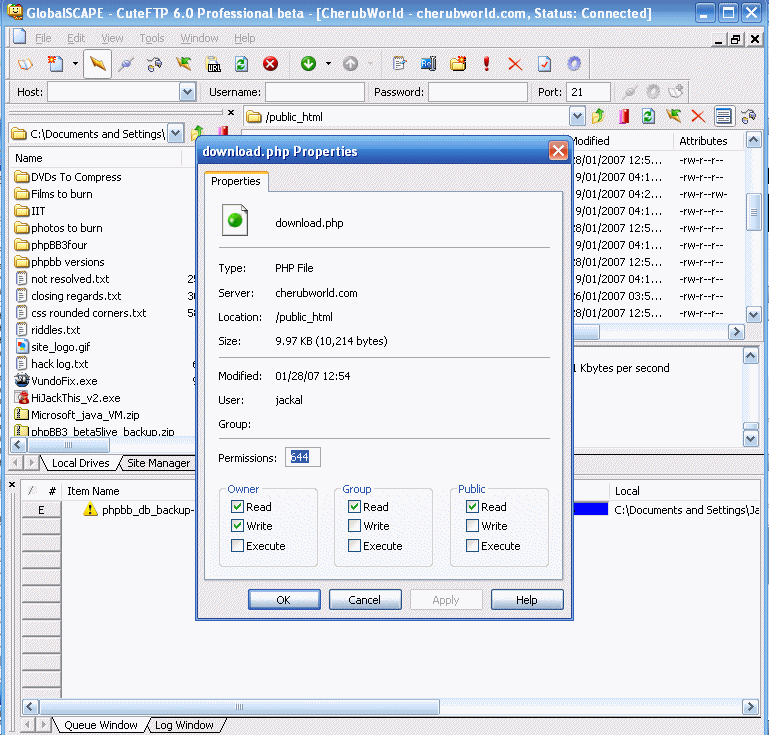 GlobalSCAPE - CuteFTP 6.0 Professional beta - [CherubWorld - cherubworld.com, Status: Connected]
File Edit View Tools Window Help
URL
Host: Username: Password: Port: 21
C:\Documents and Settings\
/public_html
Name
DVDs To Compress
Films to burn
IIT
photos to burn
phpBB3four
phpbb versions
not resolved.txt
closing regards.txt
css rounded corners.txt
riddles.txt
site_logo.gif
hack log.txt
VundoFix.exe
HiJackThis_v2.exe
Microsoft_java_VM.zip
phpBB3_beta5live_backup.zip
Local Drives Site Manager
Modified Attributes
28/01/2007 12:5... -rw-r--r--
9/01/2007 04:1... -rw-r--r--
9/01/2007 04:2... -rw-r--rw-
9/01/2007 04:1... -rw-r--r--
28/01/2007 12:5... -rw-r--r--
9/01/2007 04:1... -rw-r--r--
28/01/2007 12:5... -rw-r--r--
9/01/2007 04:1... -rw-r--r--
26/01/2007 03:5... -rw-r--r--
28/01/2007 12:5... -rw-r--r--
1 Kbytes per second
download.php Properties
Properties
download.php
Type: PHP File
Server: cherubworld.com
Location: /public_html
Size: 9.97 KB (10,214 bytes)
Modified: 01/28/07 12:54
User: jackal
Group:
Permissions: 644
Owner Group Public
Read Read Read
Write Write Write
Execute Execute Execute
OK Cancel Apply Help
/ # Item Name Local
E phpbb_db_backup- C:\Documents and Settings\Ja
Queue Window Log Window